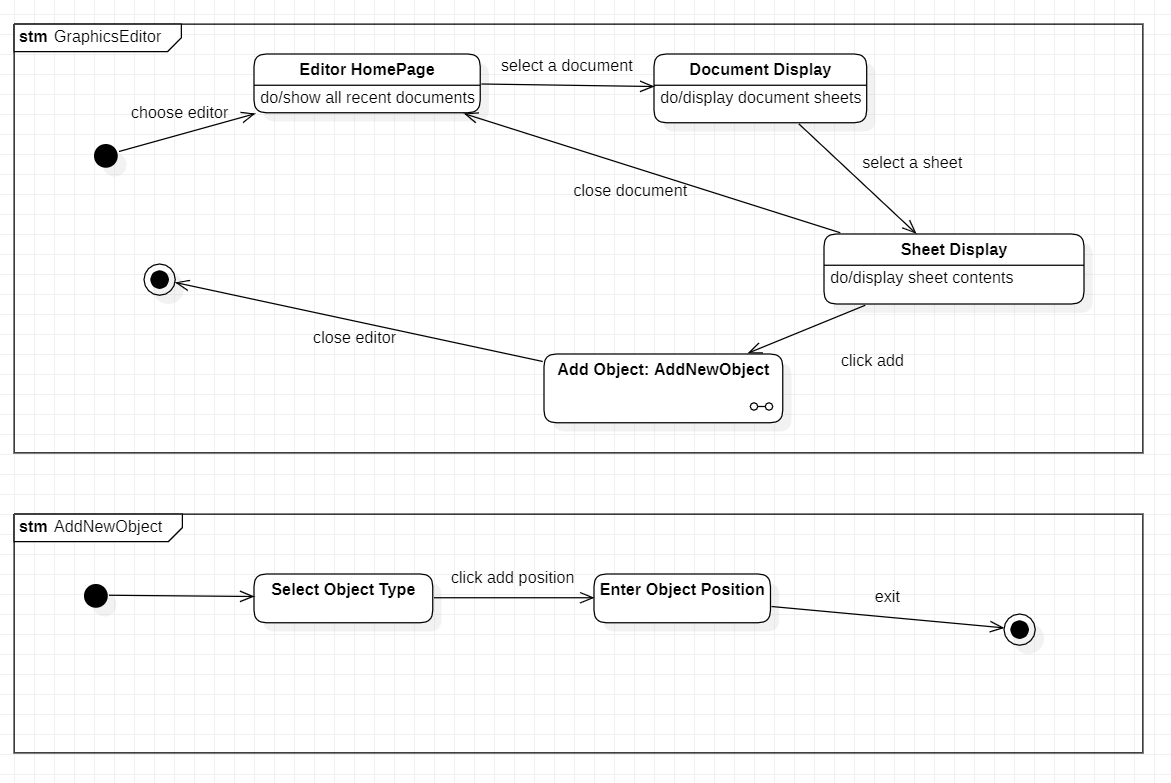 stm GraphicsEditor
Editor HomePage
do/show all recent documents
select a document
Document Display
do/display document sheets
choose editor
select a sheet
close document
Sheet Display
do/display sheet contents
close editor
Add Object: AddNewObject
click add
stm AddNewObject
Select Object Type
click add position
Enter Object Position
exit